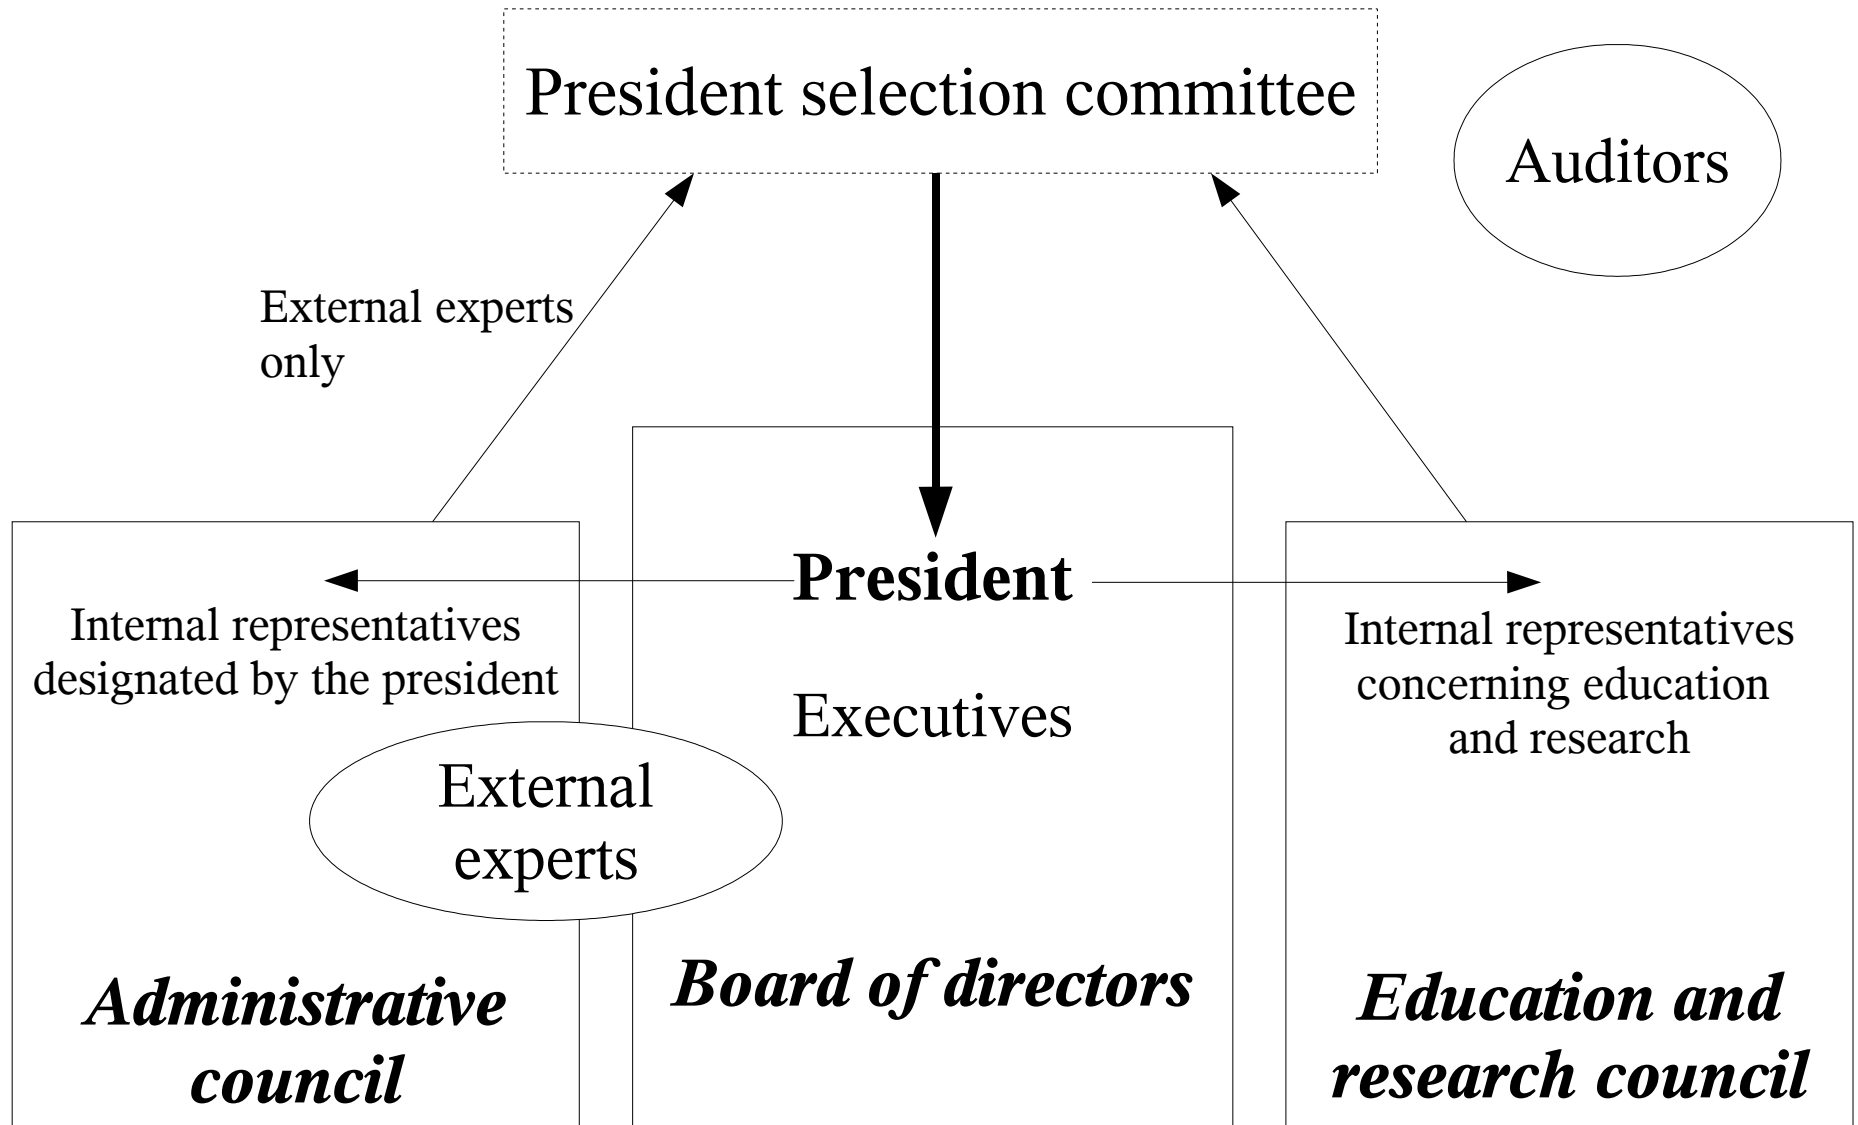 President selection committee
Auditors
External experts
only
President
Internal representatives
designated by the president
Executives
Internal representatives
concerning education
and research
External
experts
Board of directors
Administrative
council
Education and
research council